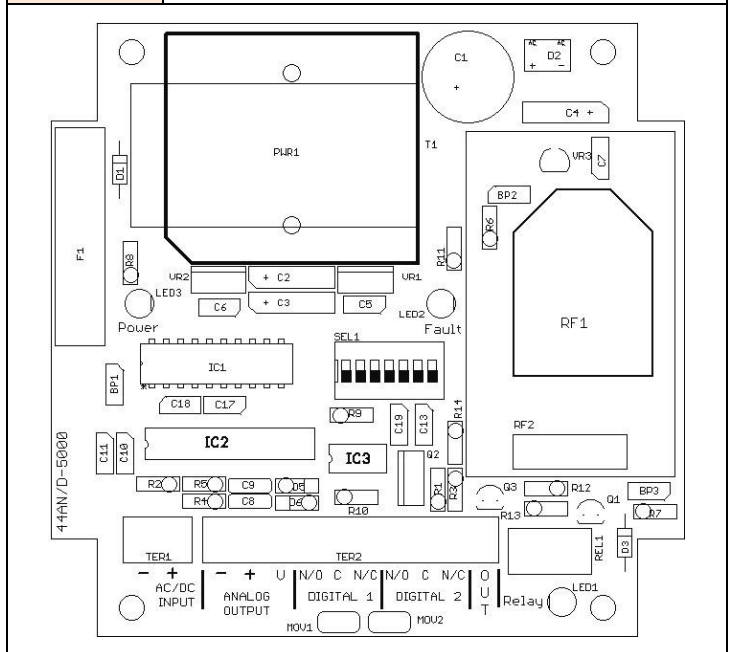 C1
AC AC
D2
+ -
+
C4 +
PWR1
T1
VR3
C7
D1
BP2
R6
F1
R11
R8
VR2
+ C2
VR1
LED3
C6
+ C3
C5
LED2
Power
Fault
RF1
SEL1
IC1
BP1
C18
C17
R9
C19
C13
R14
RF2
44AN/D-5000
C11
C10
IC2
IC3
Q2
R2
R5
C9
D5
R4
C8
D6
R10
R1
R3
Q3
R12
BP3
R13
Q1
R7
TER1
TER2
REL1
D3
- + - + U N/O C N/C N/O C N/C O
AC/DC ANALOG DIGITAL 1 DIGITAL 2 U
INPUT OUTPUT T
Relay
LED1
MOV1
MOV2